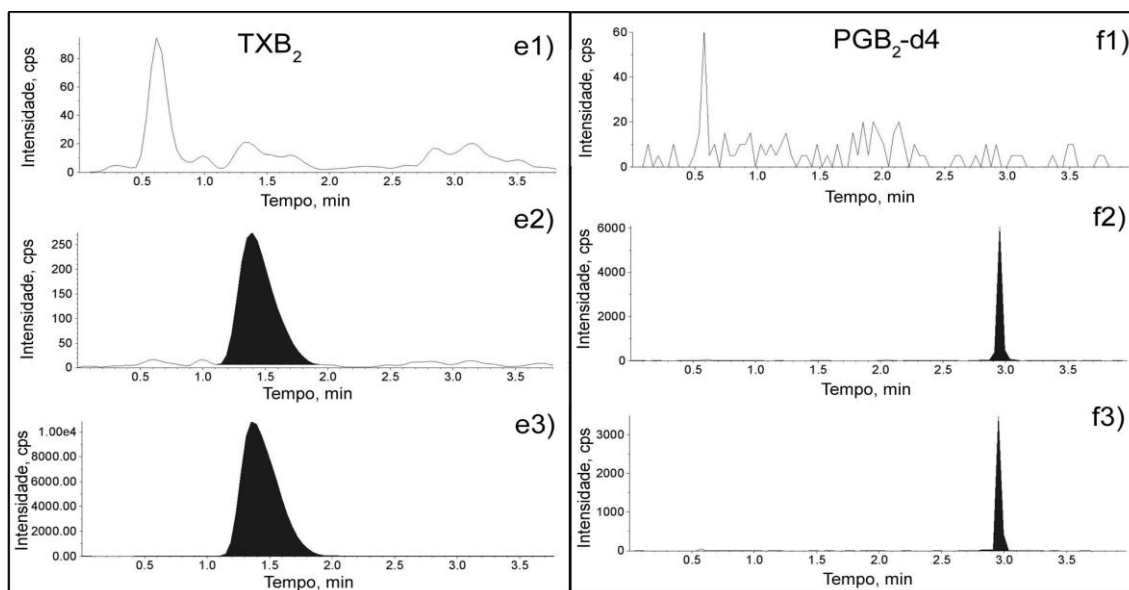 TXB₂
e1)
Intensidade, cps
80
60
40
20
0
0.5 1.0 1.5 2.0 2.5 3.0 3.5
Tempo, min
e2)
Intensidade, cps
250
200
150
100
50
0
0.5 1.0 1.5 2.0 2.5 3.0 3.5
Tempo, min
e3)
Intensidade, cps
1.00e4
8000.00
6000.00
4000.00
2000.00
0.00
0.5 1.0 1.5 2.0 2.5 3.0 3.5
Tempo, min
PGB₂-d4
f1)
Intensidade, cps
60
40
20
0
0.5 1.0 1.5 2.0 2.5 3.0 3.5
Tempo, min
f2)
Intensidade, cps
6000
4000
2000
0
0.5 1.0 1.5 2.0 2.5 3.0 3.5
Tempo, min
f3)
Intensidade, cps
3000
2000
1000
0
0.5 1.0 1.5 2.0 2.5 3.0 3.5
Tempo, min